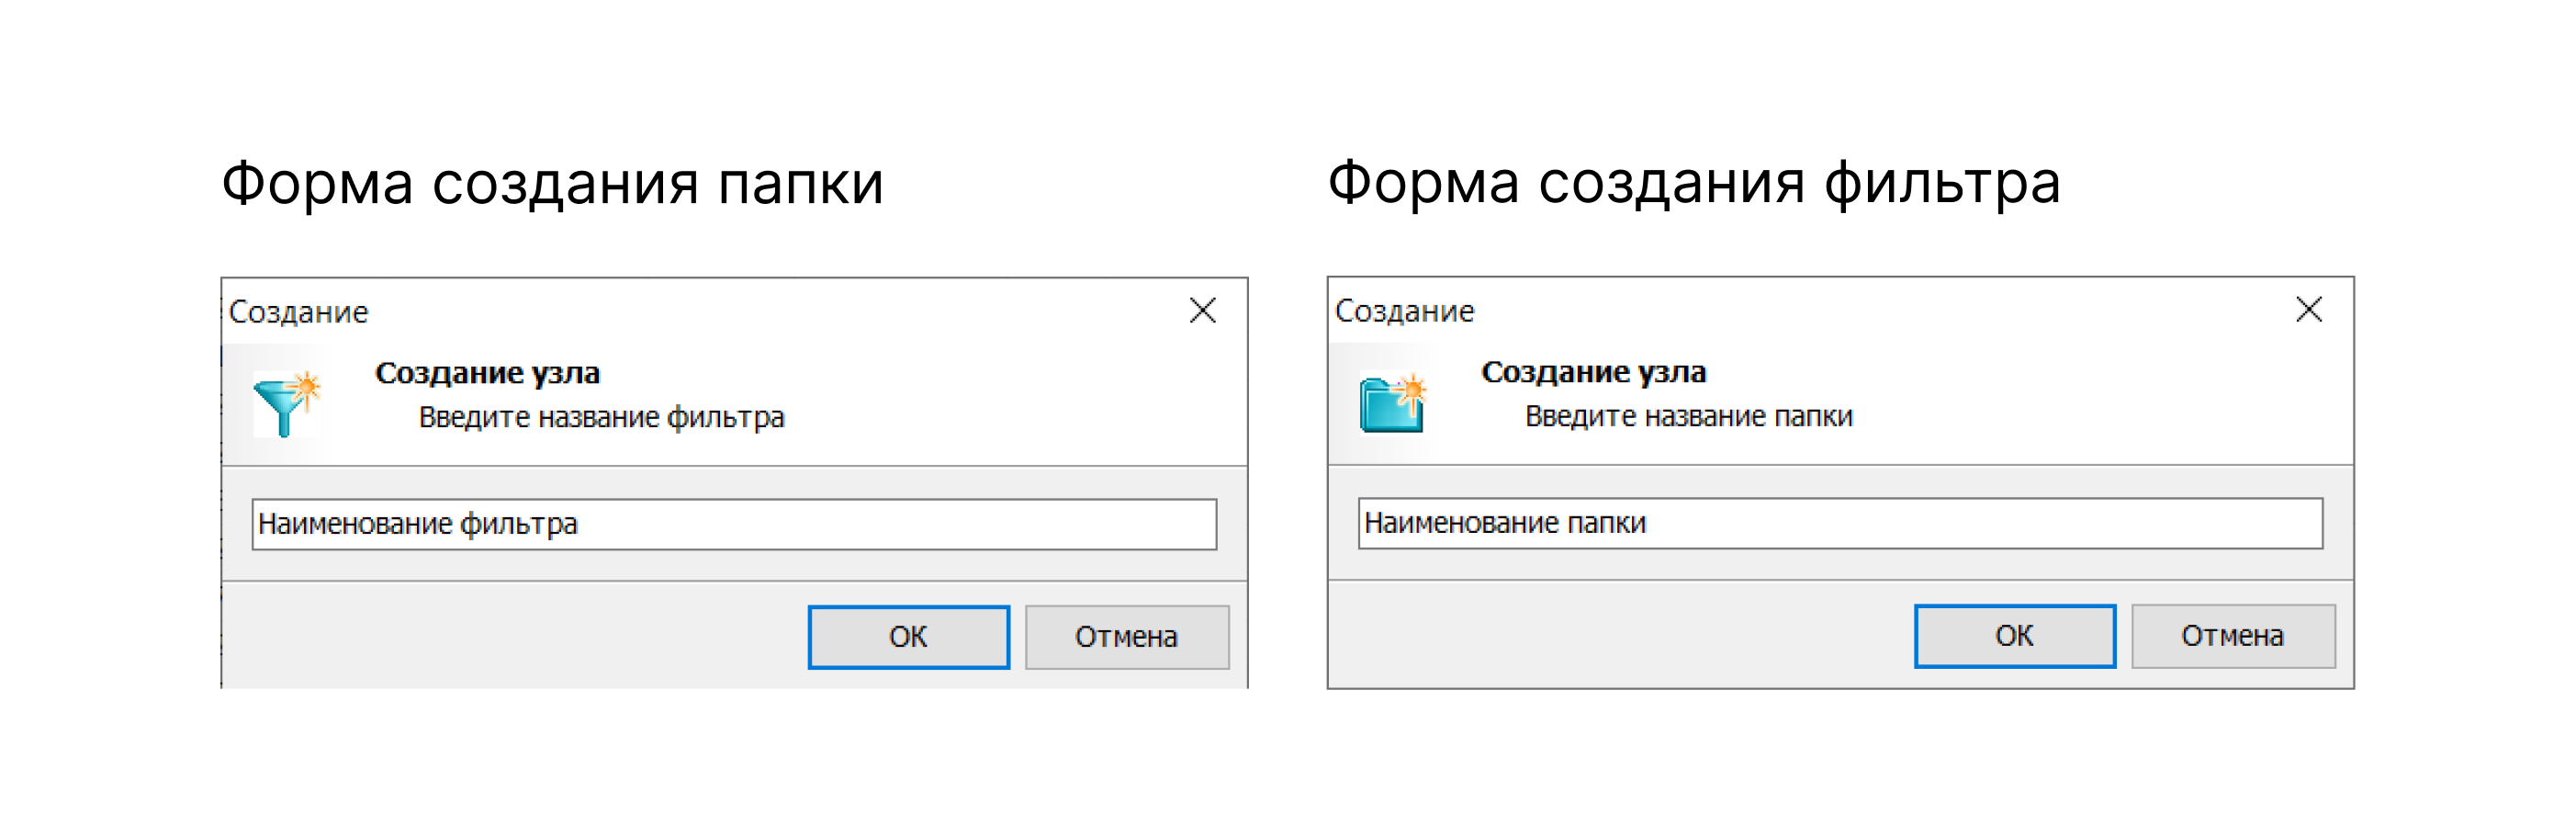 Форма создания папки
Создание
Создание узла
Введите название фильтра
Наименование фильтра
ОК
Отмена
Форма создания фильтра
Создание
Создание узла
Введите название папки
Наименование папки
ОК
Отмена